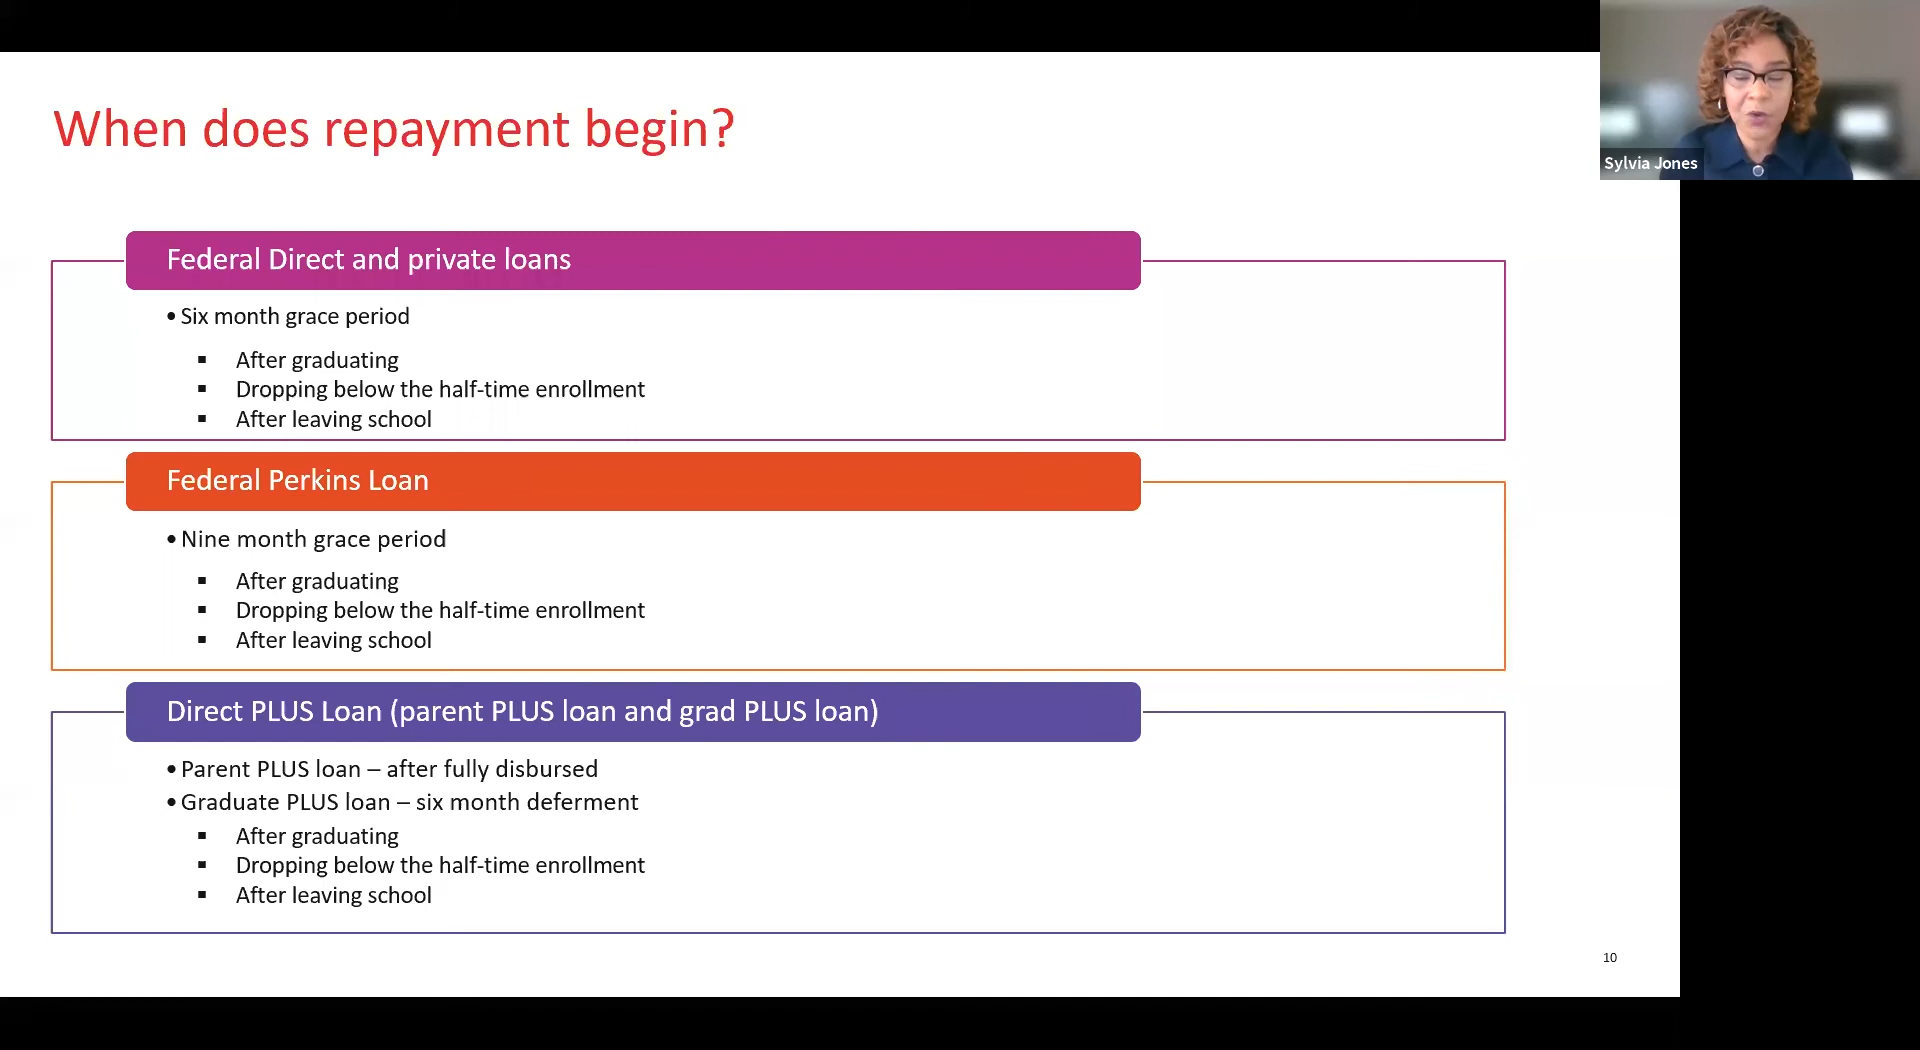 When does repayment begin?
Sylvia Jones
Federal Direct and private loans
• Six month grace period
▪ After graduating
▪ Dropping below the half-time enrollment
▪ After leaving school
Federal Perkins Loan
• Nine month grace period
▪ After graduating
▪ Dropping below the half-time enrollment
▪ After leaving school
Direct PLUS Loan (parent PLUS loan and grad PLUS loan)
• Parent PLUS loan – after fully disbursed
• Graduate PLUS loan – six month deferment
▪ After graduating
▪ Dropping below the half-time enrollment
▪ After leaving school
10